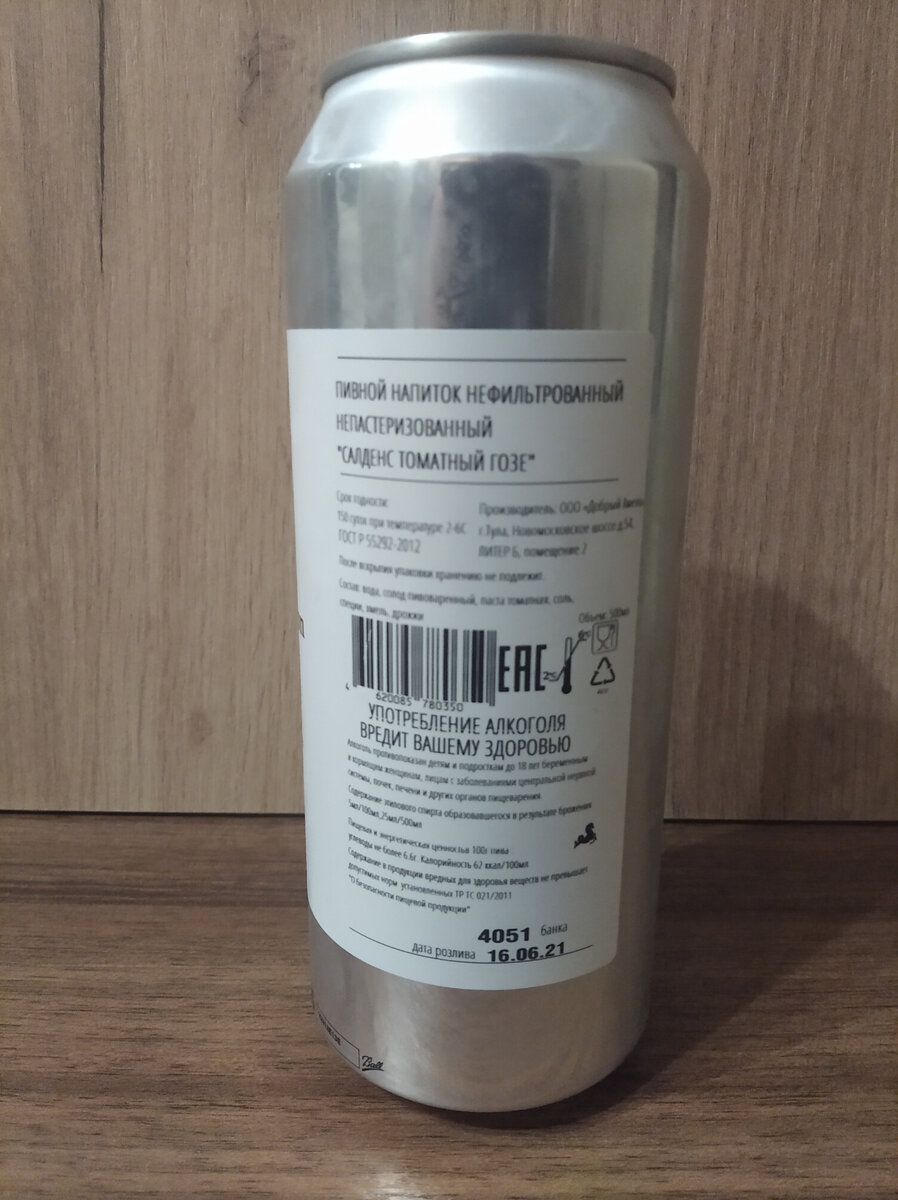 ПИВНОЙ НАПИТОК НЕФИЛЬТРОВАННЫЙ
НЕПАСТЕРИЗОВАННЫЙ
"САЛДЕНС ТОМАТНЫЙ ГОЗЕ"
Срок годности:
150 суток при температуре 2-6С
ГОСТ Р 55292-2012
Производитель: ООО «Добрый
г.Тула, Новомосковское шоссе д.54,
ЛИТЕР Б, помещение 2
После вскрытия упаковки хранению не подлежит.
Состав: вода, солод пивоваренный, паста томатная, соль,
специи, хмель, дрожжи
Объем: 500мл
4 620085 780350
EAC
УПОТРЕБЛЕНИЕ АЛКОГОЛЯ
ВРЕДИТ ВАШЕМУ ЗДОРОВЬЮ
Алкоголь противопоказан детям и подросткам до 18 лет беременным
и кормящим женщинам, лицам с заболеваниями центральной нервной
системы, почек, печени и других органов пищеварения.
Содержание этилового спирта образовавшегося в результате брожения
5мл/100мл,25мл/500мл
Пищевая и энергетическая ценностьв 100г пива
углеводы не более 6.6г. Калорийность 62 ккал/100мл
Содержание в продукции вредных для здоровья веществ не превышает
допустимых норм установленных ТР ТС 021/2011
"О безопасности пищевой продукции"
4051 банка
дата розлива 16.06.21
Ball